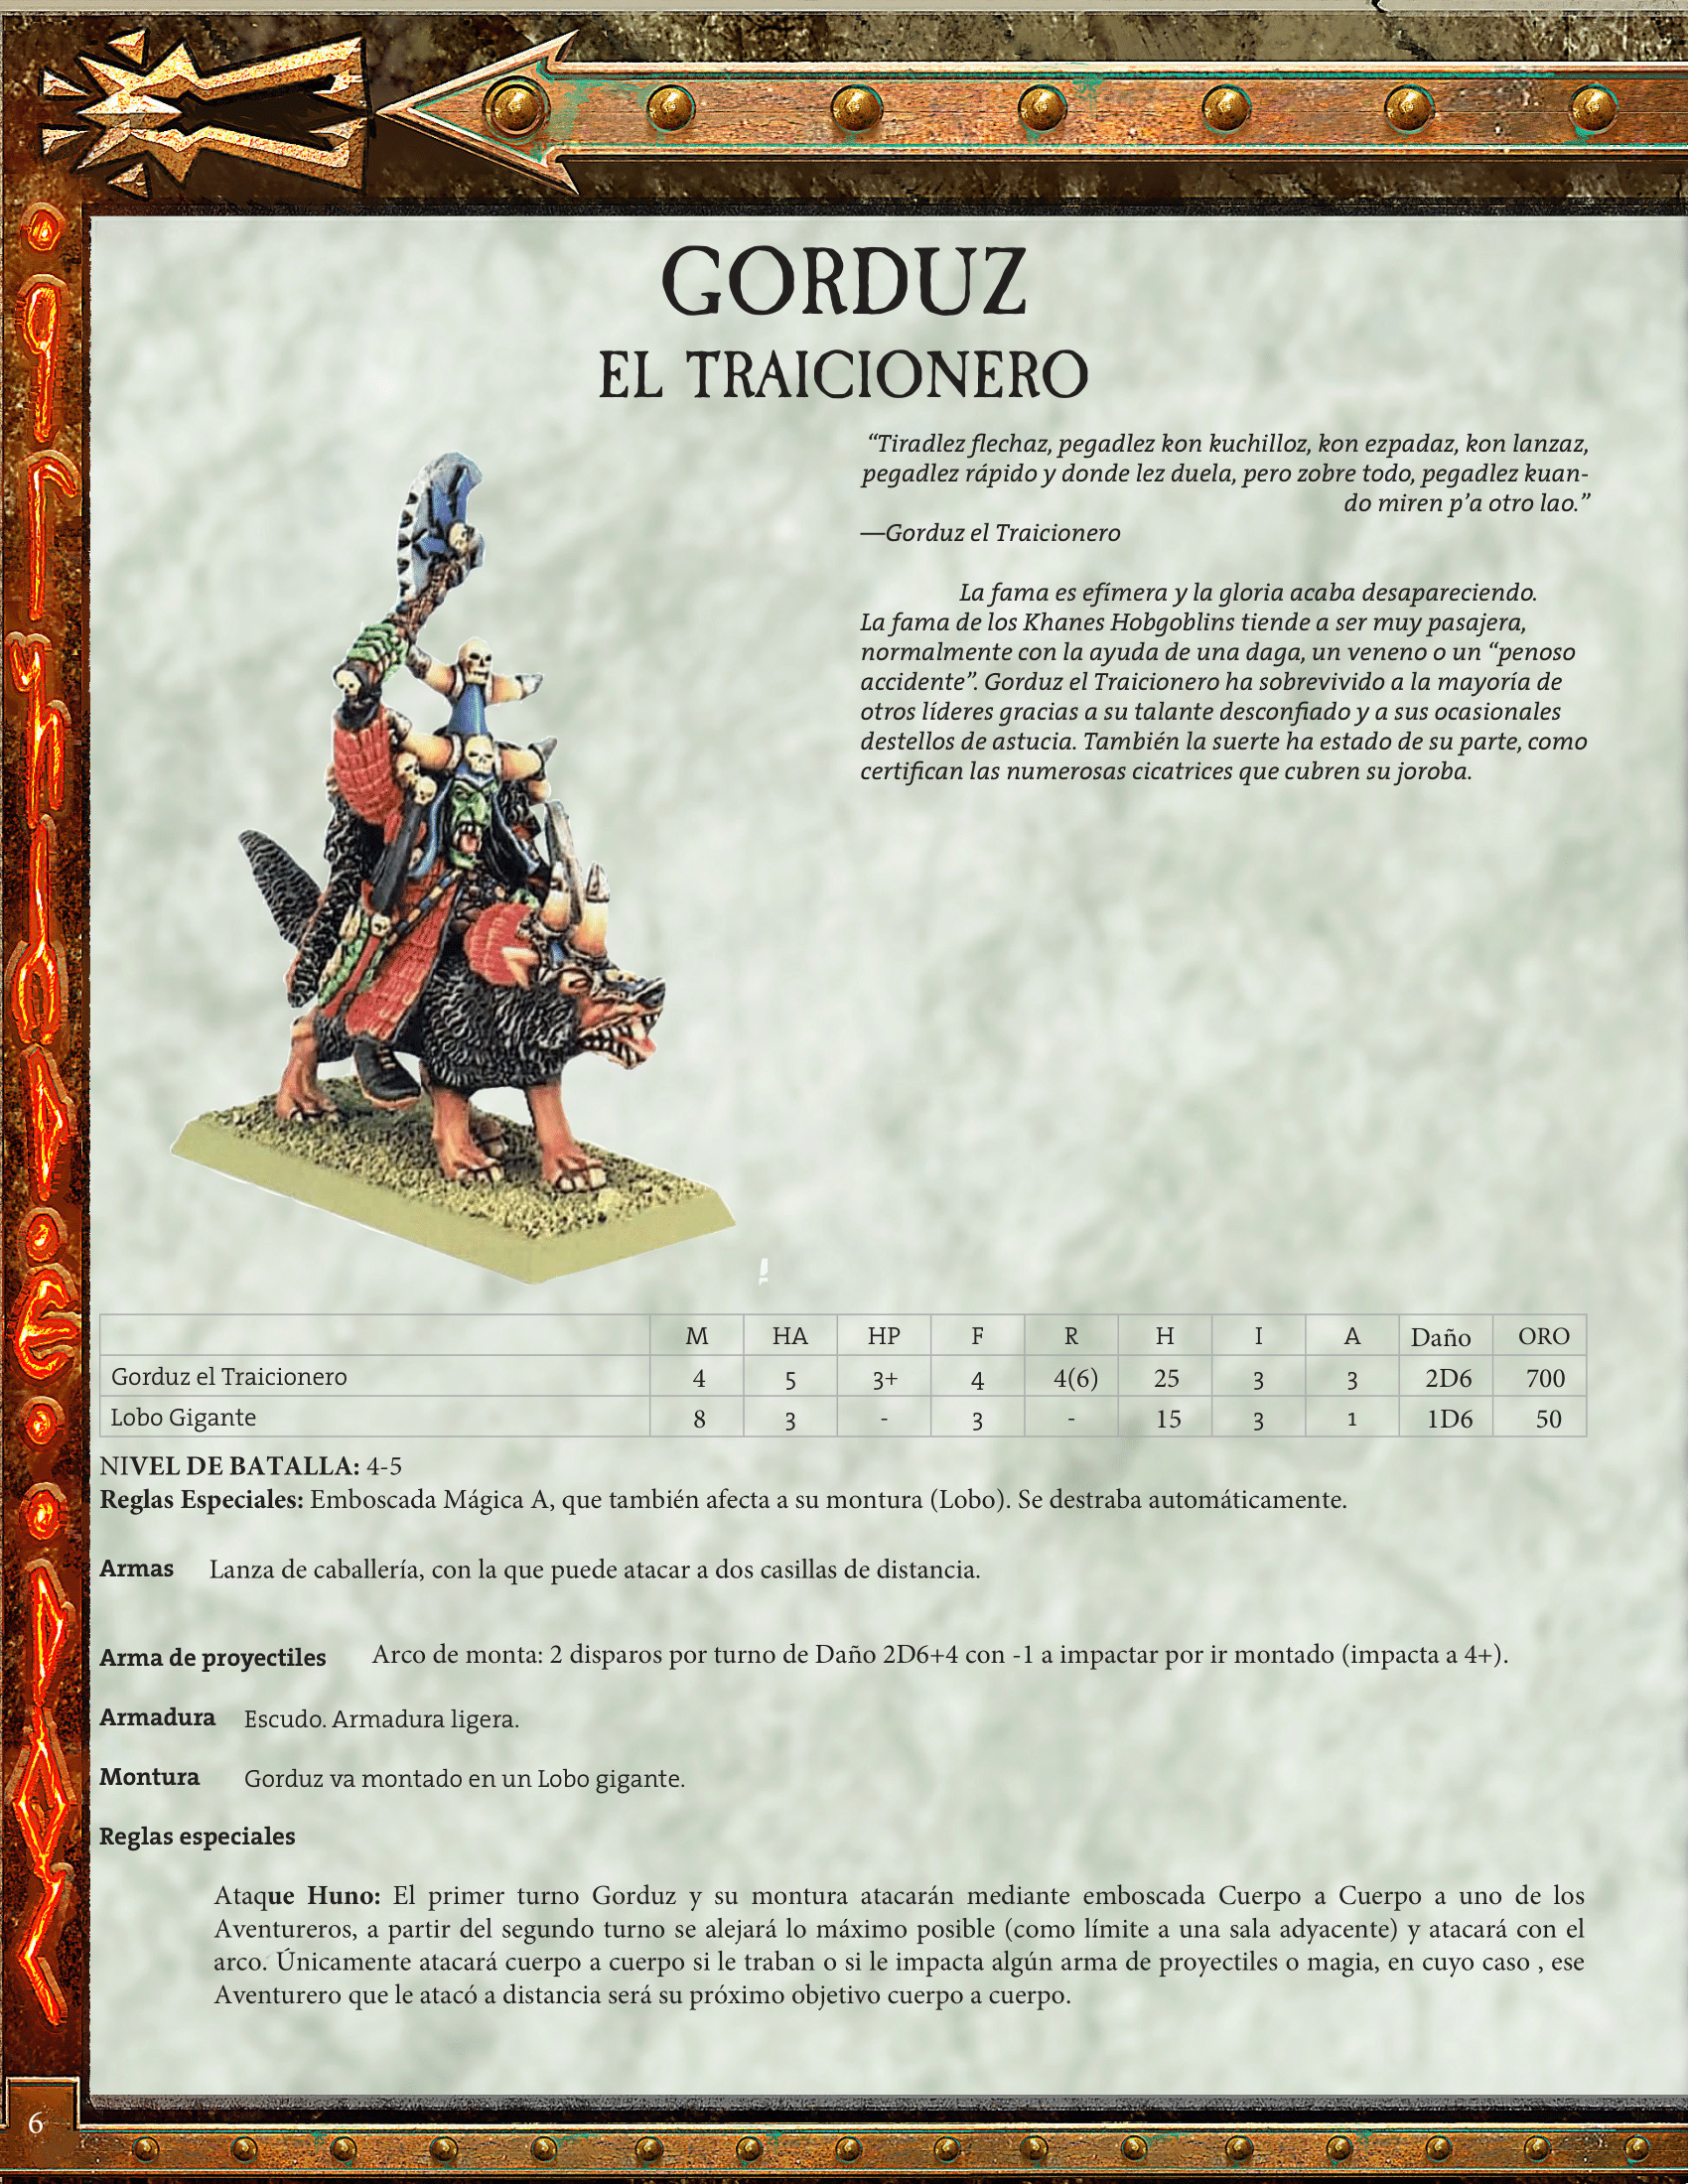 GORDUZ
EL TRAICIONERO
“Tiradlez flechaz, pegadlez kon kuchilloz, kon ezpadaz, kon lanzaz,
pegadlez rápido y donde lez duela, pero zobre todo, pegadlez kuan-
do miren p’a otro lao.”
—Gorduz el Traicionero
La fama es efímera y la gloria acaba desapareciendo.
La fama de los Khanes Hobgoblins tiende a ser muy pasajera,
normalmente con la ayuda de una daga, un veneno o un “penoso
accidente”. Gorduz el Traicionero ha sobrevivido a la mayoría de
otros líderes gracias a su talante desconfiado y a sus ocasionales
destellos de astucia. También la suerte ha estado de su parte, como
certifican las numerosas cicatrices que cubren su joroba.
!
M HA HP F R H I A Daño ORO
Gorduz el Traicionero 4 5 3+ 4 4(6) 25 3 3 2D6 700
Lobo Gigante 8 3 - 3 - 15 3 1 1D6 50
NIVEL DE BATALLA: 4-5
Reglas Especiales: Emboscada Mágica A, que también afecta a su montura (Lobo). Se destraba automáticamente.
Armas Lanza de caballería, con la que puede atacar a dos casillas de distancia.
Arma de proyectiles Arco de monta: 2 disparos por turno de Daño 2D6+4 con -1 a impactar por ir montado (impacta a 4+).
Armadura Escudo. Armadura ligera.
Montura Gorduz va montado en un Lobo gigante.
Reglas especiales
Ataque Huno: El primer turno Gorduz y su montura atacarán mediante emboscada Cuerpo a Cuerpo a uno de los
Aventureros, a partir del segundo turno se alejará lo máximo posible (como límite a una sala adyacente) y atacará con el
arco. Únicamente atacará cuerpo a cuerpo si le traban o si le impacta algún arma de proyectiles o magia, en cuyo caso , ese
Aventurero que le atacó a distancia será su próximo objetivo cuerpo a cuerpo.
6